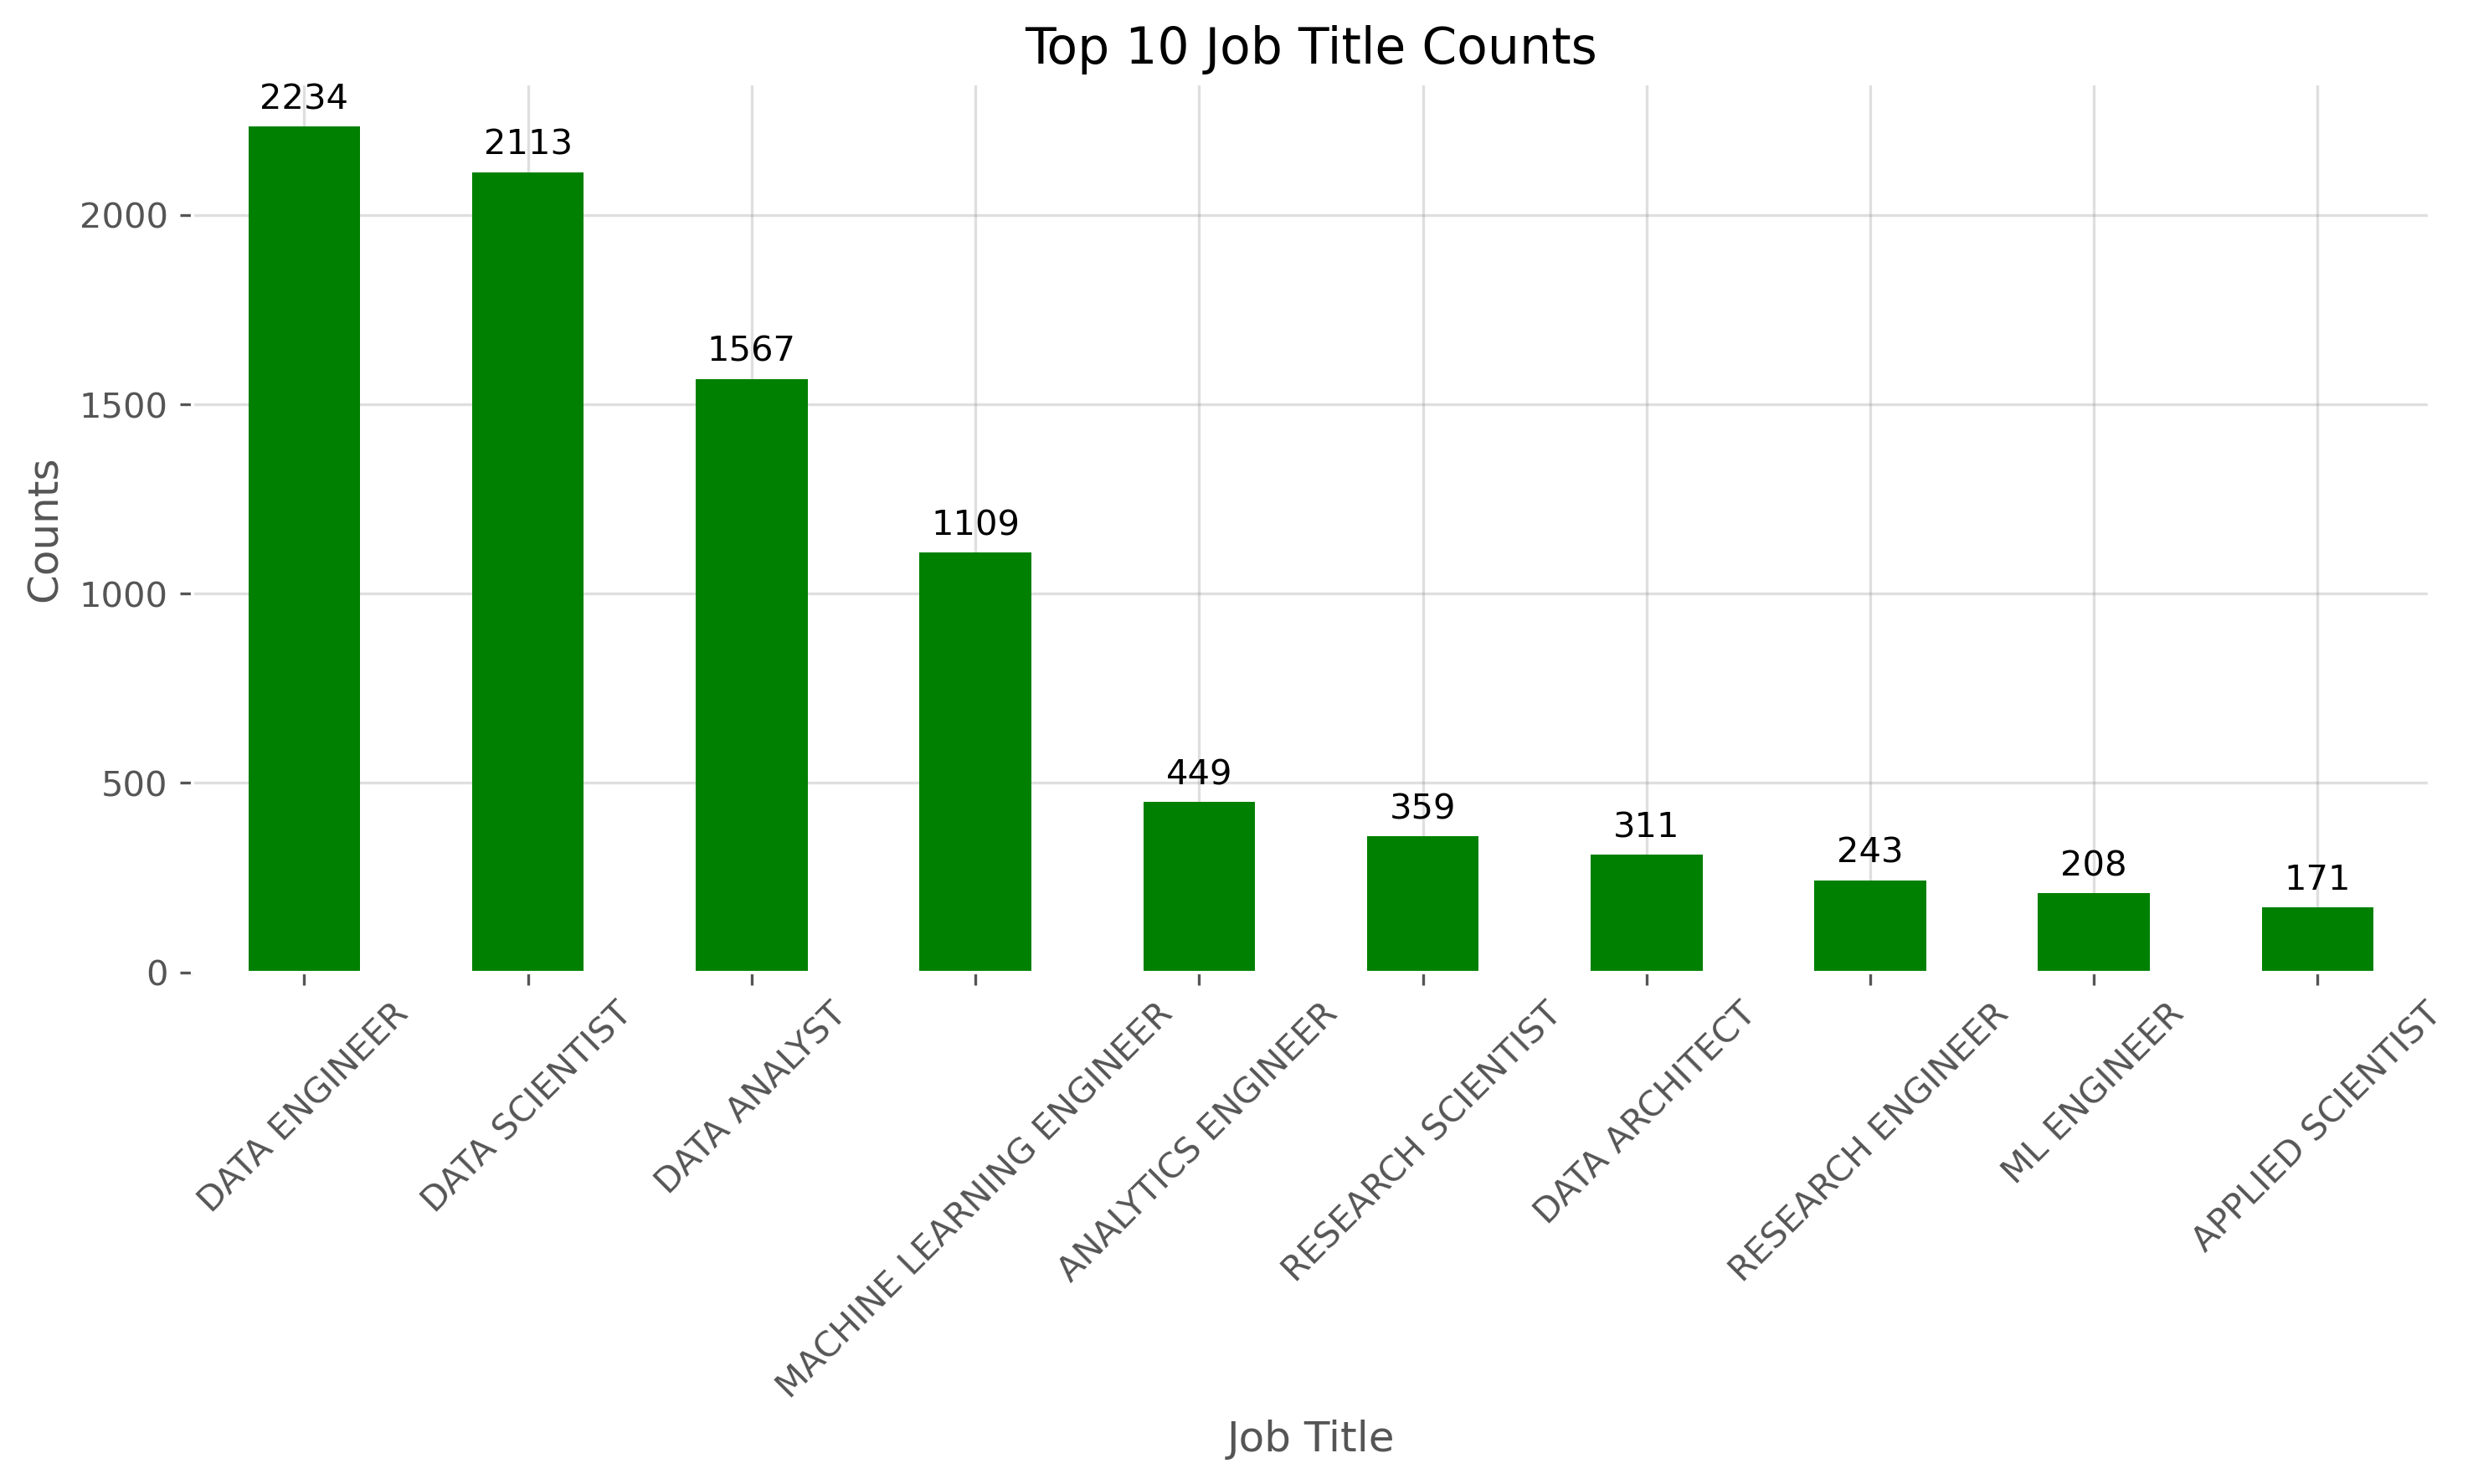 Top 10 Job Title Counts
Counts
2000
1500
1000
500
0
2234
2113
1567
1109
449
359
311
243
208
171
DATA ENGINEER
DATA SCIENTIST
DATA ANALYST
MACHINE LEARNING ENGINEER
ANALYTICS ENGINEER
RESEARCH SCIENTIST
DATA ARCHITECT
RESEARCH ENGINEER
ML ENGINEER
APPLIED SCIENTIST
Job Title